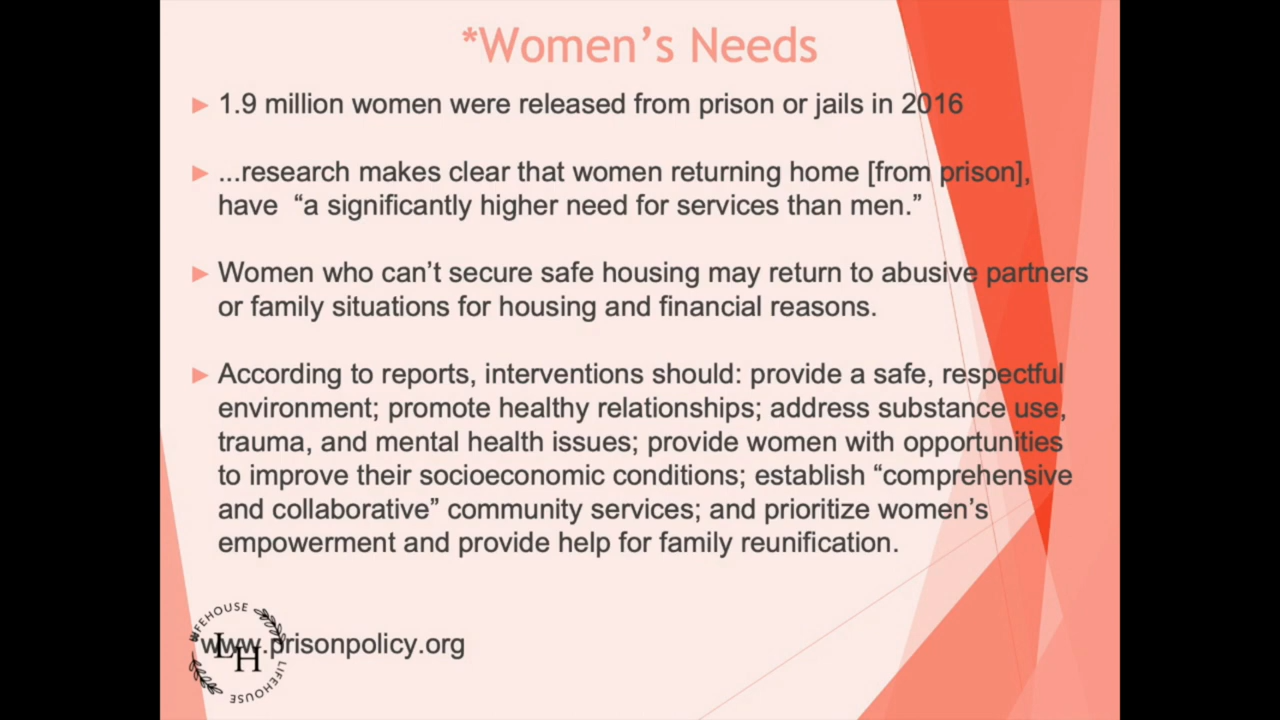 *Women's Needs
► 1.9 million women were released from prison or jails in 2016
► ...research makes clear that women returning home [from prison],
have “a significantly higher need for services than men.”
► Women who can't secure safe housing may return to abusive partners
or family situations for housing and financial reasons.
► According to reports, interventions should: provide a safe, respectful
environment; promote healthy relationships; address substance use,
trauma, and mental health issues; provide women with opportunities
to improve their socioeconomic conditions; establish “comprehensive
and collaborative” community services; and prioritize women's
empowerment and provide help for family reunification.
LIFEHOUSE
*www.prisonpolicy.org
LH
LIFEHOUSE